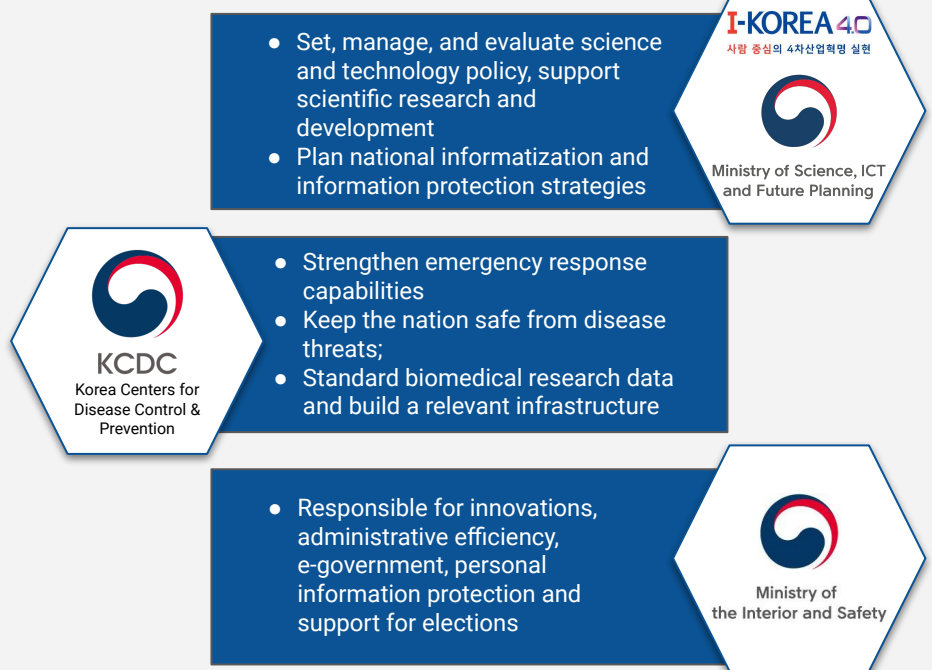 ● Set, manage, and evaluate science
and technology policy, support
scientific research and
development
● Plan national informatization and
information protection strategies
I-KOREA 4.0
사람 중심의 4차산업혁명 실현
Ministry of Science, ICT
and Future Planning
KCDC
Korea Centers for
Disease Control &
Prevention
● Strengthen emergency response
capabilities
● Keep the nation safe from disease
threats;
● Standard biomedical research data
and build a relevant infrastructure
● Responsible for innovations,
administrative efficiency,
e-government, personal
information protection and
support for elections
Ministry of
the Interior and Safety